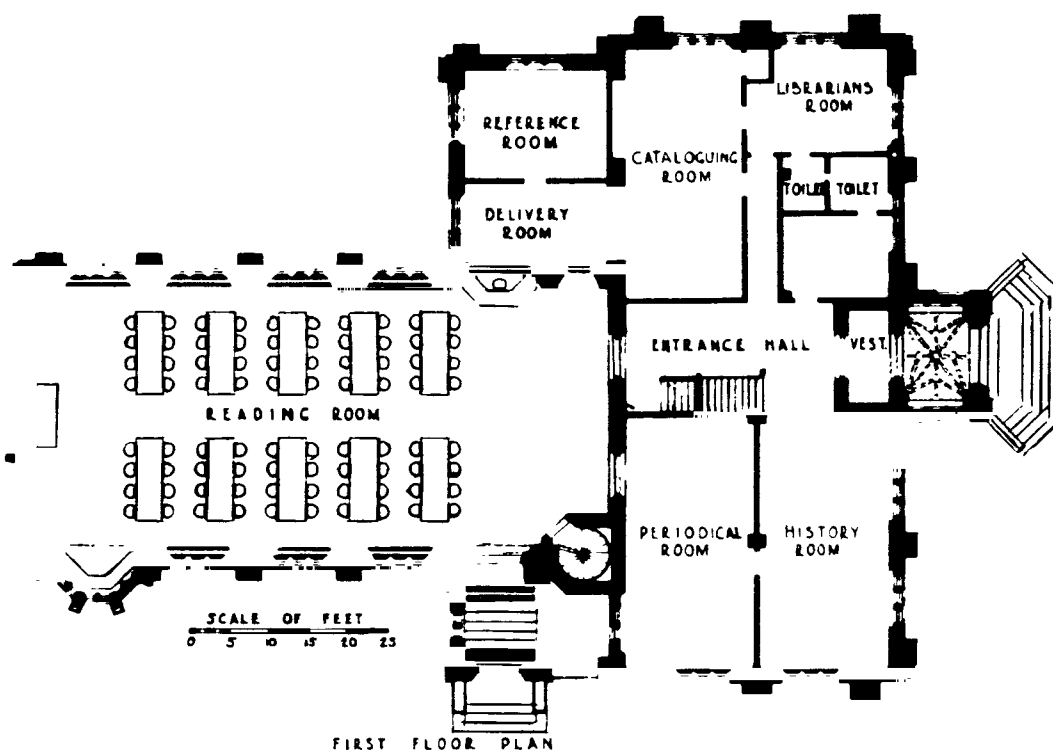 LIBRARIANS
ROOM
REFERENCE
ROOM
CATALOGUING
ROOM
TOILET TOILET
DELIVERY
ROOM
ENTRANCE HALL
VEST.
READING ROOM
PERIODICAL
ROOM
HISTORY
ROOM
SCALE OF FEET
0 5 10 15 20 25
FIRST FLOOR PLAN